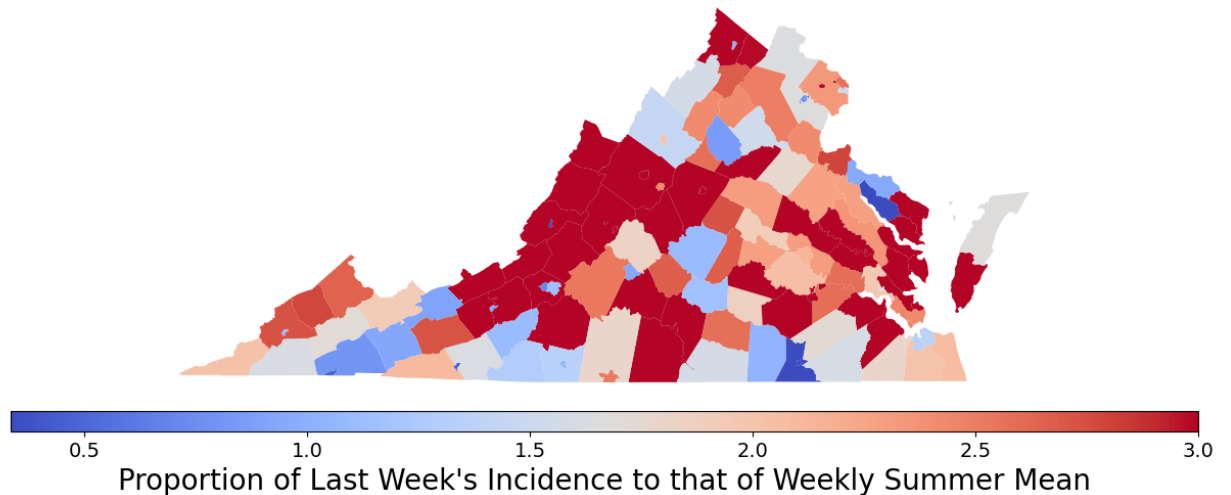 0.5 1.0 1.5 2.0 2.5 3.0
Proportion of Last Week's Incidence to that of Weekly Summer Mean